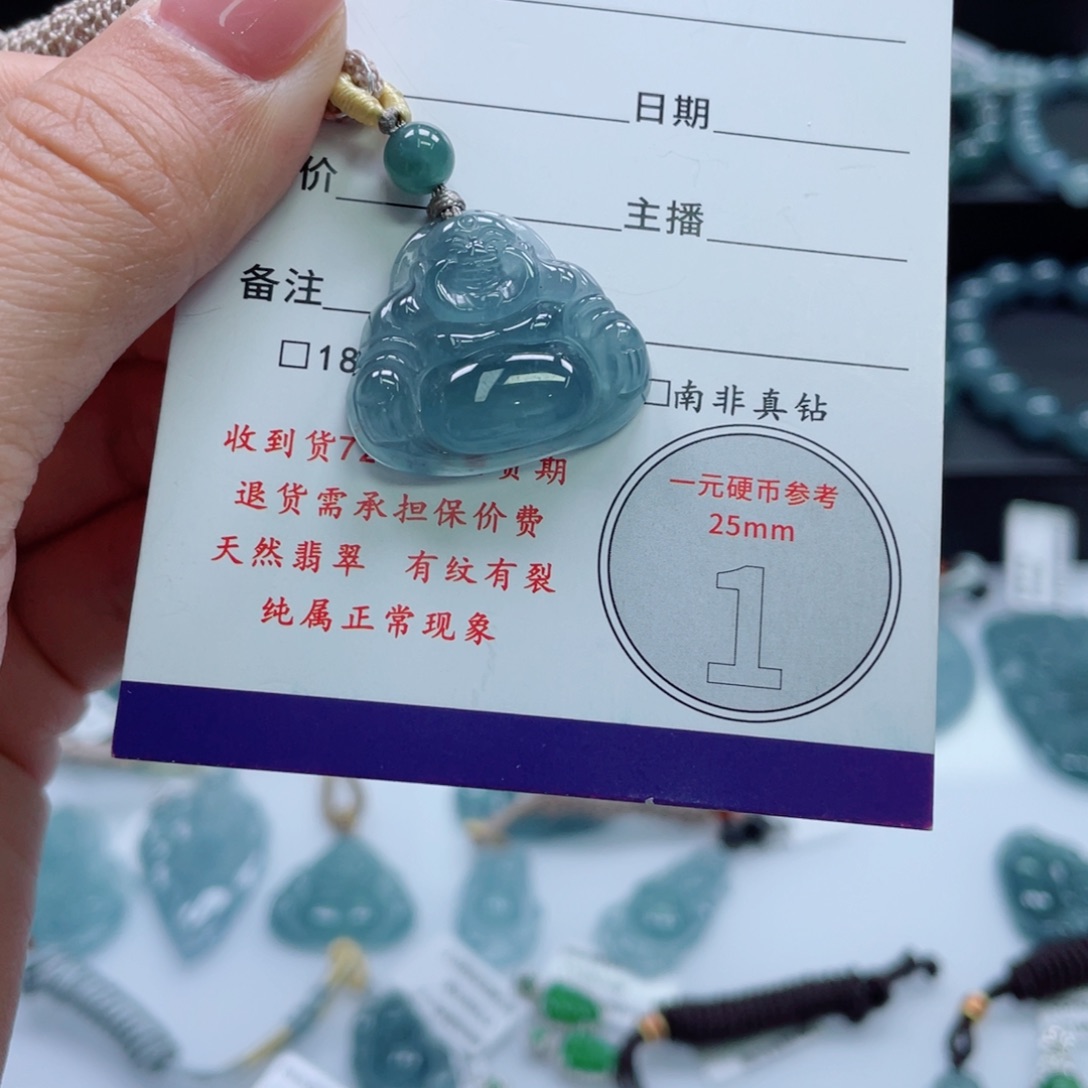 日期
价
主播
备注
□18
□南非真钻
收到货72 货期
退货需承担保价费
天然翡翠 有纹有裂
纯属正常现象
一元硬币参考
25mm
1